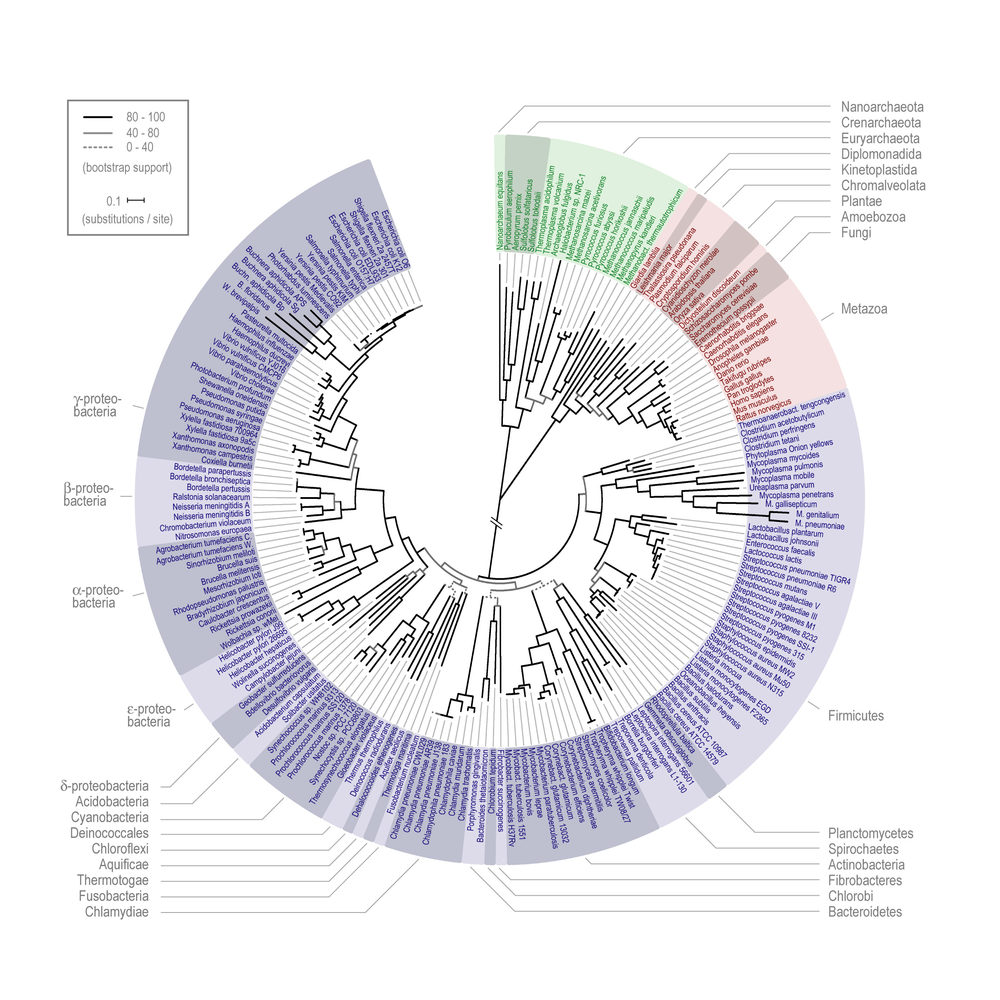 80 - 100
40 - 80
0 - 40
(bootstrap support)
0.1
(substitutions / site)
Nanoarchaeota
Crenarchaeota
Euryarchaeota
Diplomonadida
Kinetoplastida
Chromalveolata
Plantae
Amoebozoa
Fungi
Metazoa
Firmicutes
Planctomycetes
Spirochaetes
Actinobacteria
Fibrobacteres
Chlorobi
Bacteroidetes
γ-proteo-
bacteria
β-proteo-
bacteria
α-proteo-
bacteria
ε-proteo-
bacteria
δ-proteobacteria
Acidobacteria
Cyanobacteria
Deinococcales
Chloroflexi
Aquificae
Thermotogae
Fusobacteria
Chlamydiae
Nanoarchaeum equitans
Pyrobaculum aerophilum
Aeropyrum pernix
Sulfolobus solfataricus
Sulfolobus tokodaii
Thermoplasma acidophilum
Thermoplasma volcanium
Archaeoglobus fulgidus
Halobacterium sp. NRC-1
Methanosarcina mazei
Methanosarcina acetivorans
Pyrococcus furiosus
Pyrococcus abyssi
Pyrococcus horikoshii
Methanococcus jannaschii
Methanococcus maripaludis
Methanopyrus kandleri
Methanobact. thermautotrophicum
Giardia lamblia
Leishmania major
Thalassiosira pseudonana
Plasmodium falciparum
Cryptosporidium hominis
Cyanidioschyzon merolae
Arabidopsis thaliana
Oryza sativa
Dictyostelium discoideum
Schizosaccharomyces pombe
Saccharomyces cerevisiae
Eremothecium gossypii
Caenorhabditis briggsae
Caenorhabditis elegans
Drosophila melanogaster
Anopheles gambiae
Danio rerio
Takifugu rubripes
Gallus gallus
Pan troglodytes
Homo sapiens
Mus musculus
Rattus norvegicus
Thermoanaerobact. tengcongensis
Clostridium acetobutylicum
Clostridium perfringens
Clostridium tetani
Phytoplasma Onion yellows
Mycoplasma mycoides
Mycoplasma pulmonis
Mycoplasma mobile
Ureaplasma parvum
Mycoplasma penetrans
M. gallisepticum
M. genitalium
M. pneumoniae
Lactobacillus plantarum
Lactobacillus johnsonii
Enterococcus faecalis
Lactococcus lactis
Streptococcus pneumoniae TIGR4
Streptococcus pneumoniae R6
Streptococcus mutans
Streptococcus agalactiae V
Streptococcus agalactiae III
Streptococcus pyogenes M1
Streptococcus pyogenes 8232
Streptococcus pyogenes SSI-1
Streptococcus pyogenes 315
Staphylococcus epidermidis
Staphylococcus aureus MW2
Staphylococcus aureus Mu50
Staphylococcus aureus N315
Listeria innocua
Listeria monocytogenes EGD
Listeria monocytogenes F2365
Bacillus halodurans
Oceanobacillus iheyensis
Bacillus subtilis
Bacillus anthracis
Bacillus cereus ATCC 10987
Bacillus cereus ATCC 14579
Rhodopirellula baltica
Gemmata obscuriglobus
Leptospira interrogans 56601
Leptospira interrogans L1-130
Borrelia burgdorferi
Treponema denticola
Treponema pallidum
Bifidobacterium longum
Tropheryma whipplei Twist
Tropheryma whipplei TW08/27
Streptomyces coelicolor
Streptomyces avermitilis
Corynebacterium diphtheriae
Corynebacterium efficiens
Corynebact. glutamicum
Corynebact. glutamicum 13032
Mycobacterium paratuberculosis
Mycobacterium leprae
Mycobacterium bovis
Mycobact. tuberculosis 1551
Mycobact. tuberculosis H37Rv
Fibrobacter succinogenes
Chlorobium tepidum
Bacteroides thetaiotaomicron
Porphyromonas gingivalis
Chlamydia trachomatis
Chlamydia muridarum
Chlamydophila caviae
Chlamydophila pneumoniae 183
Chlamydia pneumoniae J138
Chlamydia pneumoniae AR39
Chlamydia pneumoniae CWL029
Fusobacterium nucleatum
Thermotoga maritima
Aquifex aeolicus
Dehalococcoides ethenogenes
Deinococcus radiodurans
Thermus thermophilus
Gloeobacter violaceus
Thermosynechococcus elongatus
Synechocystis sp. PCC6803
Nostoc sp. PCC 7120
Prochlorococcus marinus 1378
Prochlorococcus marinus SS120
Prochlorococcus marinus 9313
Synechococcus sp. WH8102
Solibacter usitatus
Acidobacterium capsulatum
Desulfovibrio vulgaris
Bdellovibrio bacteriovorus
Geobacter sulfurreducens
Campylobacter jejuni
Wolinella succinogenes
Helicobacter hepaticus
Helicobacter pylori 26695
Helicobacter pylori J99
Wolbachia sp. wMel
Rickettsia conorii
Rickettsia prowazekii
Caulobacter crescentus
Bradyrhizobium japonicum
Rhodopseudomonas palustris
Mesorhizobium loti
Brucella melitensis
Brucella suis
Sinorhizobium meliloti
Agrobacterium tumefaciens W.
Agrobacterium tumefaciens C.
Nitrosomonas europaea
Chromobacterium violaceum
Neisseria meningitidis B
Neisseria meningitidis A
Ralstonia solanacearum
Bordetella pertussis
Bordetella bronchiseptica
Bordetella parapertussis
Coxiella burnetii
Xanthomonas campestris
Xanthomonas axonopodis
Xylella fastidiosa 9a5c
Xylella fastidiosa 700964
Pseudomonas aeruginosa
Pseudomonas syringae
Pseudomonas putida
Shewanella oneidensis
Photobacterium profundum
Vibrio cholerae
Vibrio parahaemolyticus
Vibrio vulnificus CMCP6
Vibrio vulnificus YJ016
Haemophilus ducreyi
Haemophilus influenzae
Pasteurella multocida
W. brevipalpis
B. floridanus
Buchn. aphidicola Bp
Buchnera aphidicola Sg
Buchnera aphidicola APS
Photorhabdus luminescens
Yersinia pestis Medievalis
Yersinia pestis CO92
Yersinia pestis KIM
Salmonella typhimurium
Salmonella typhi
Salmonella enterica
Escherichia coli O157:H7
Escherichia coli EDL933
Shigella flexneri 2a 301
Shigella flexneri 2a 2457T
Escherichia coli K12
Escherichia coli O6